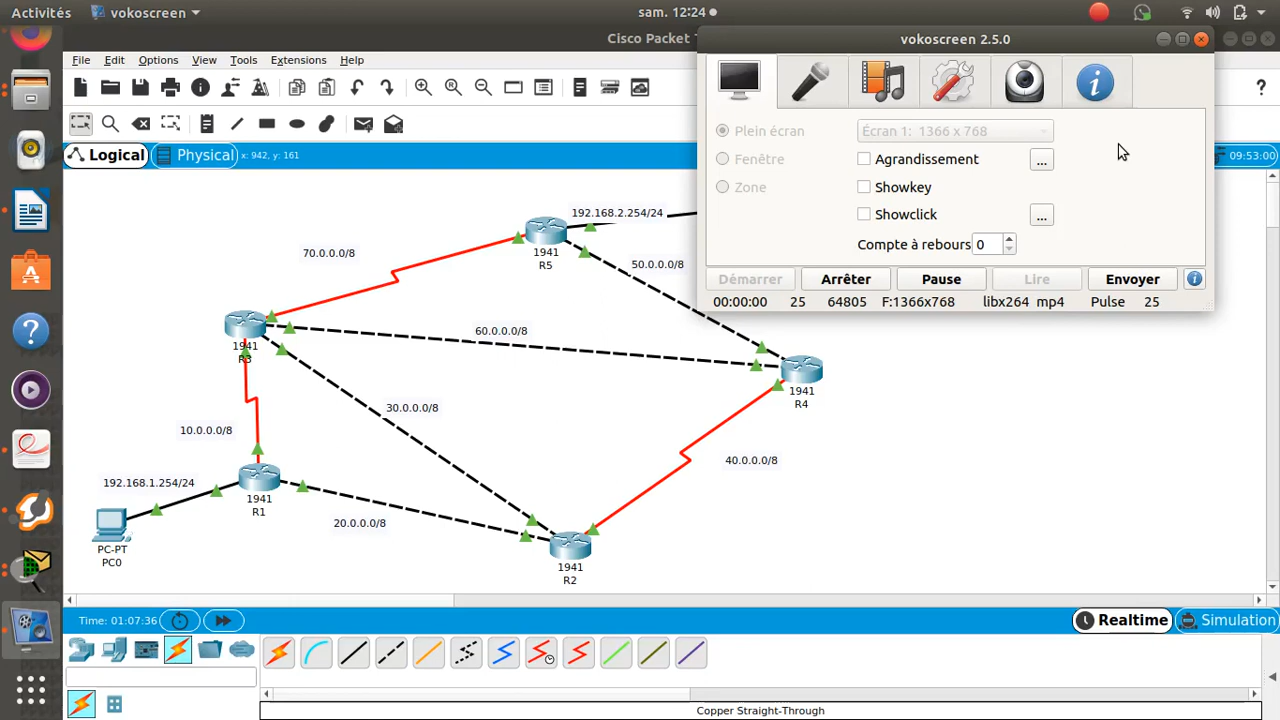 Activités vokoscreen sam. 12:24
Cisco Packet T
vokoscreen 2.5.0
File Edit Options View Tools Extensions Help
Logical Physical x: 942, y: 161
09:53:00
Plein écran Écran 1: 1366 x 768
Fenêtre Agrandissement ...
Zone Showkey
Showclick ...
Compte à rebours 0
Démarrer Arrêter Pause Lire Envoyer
00:00:00 25 64805 F:1366x768 libx264 mp4 Pulse 25
192.168.2.254/24
70.0.0.0/8
1941
R5
50.0.0.0/8
60.0.0.0/8
1941
R3
1941
R4
30.0.0.0/8
10.0.0.0/8
40.0.0.0/8
192.168.1.254/24
1941
R1
20.0.0.0/8
PC-PT
PC0
1941
R2
Time: 01:07:36 Realtime Simulation
Copper Straight-Through